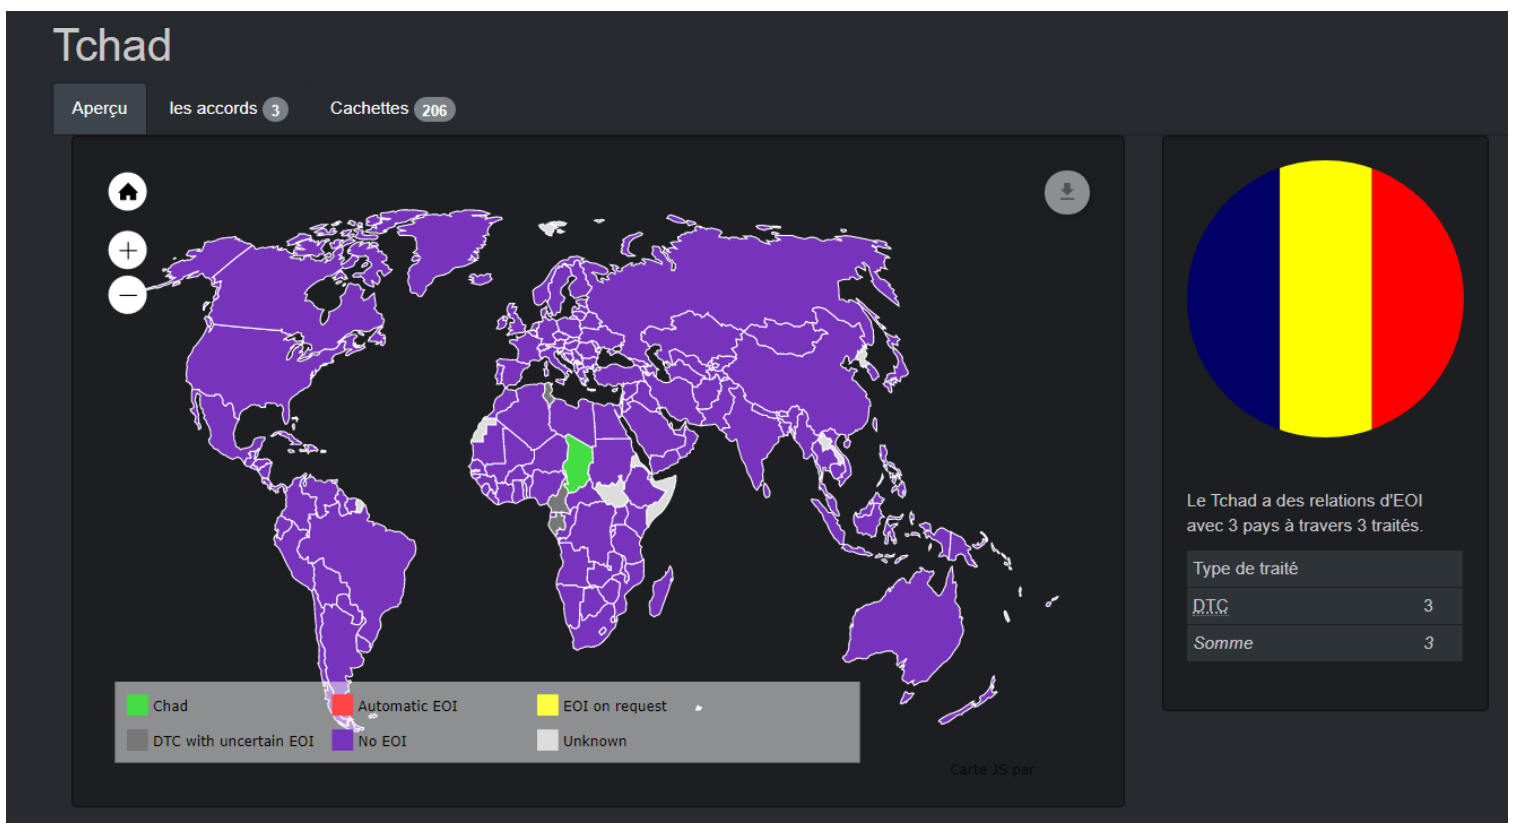 Tchad
Aperçu
les accords 3
Cachettes 206
Le Tchad a des relations d'EOI
avec 3 pays à travers 3 traités.
Type de traité
DTC 3
Somme 3
Chad
Automatic EOI
EOI on request
DTC with uncertain EOI
No EOI
Unknown
Carte JS par